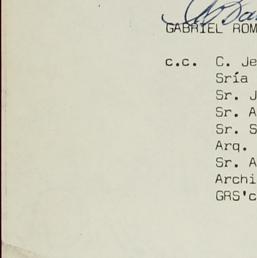 GABRIEL ROM
c.c. C. Je
Sría
Sr. J
Sr. A
Sr. S
Arq.
Sr. A
Archi
GRS'c